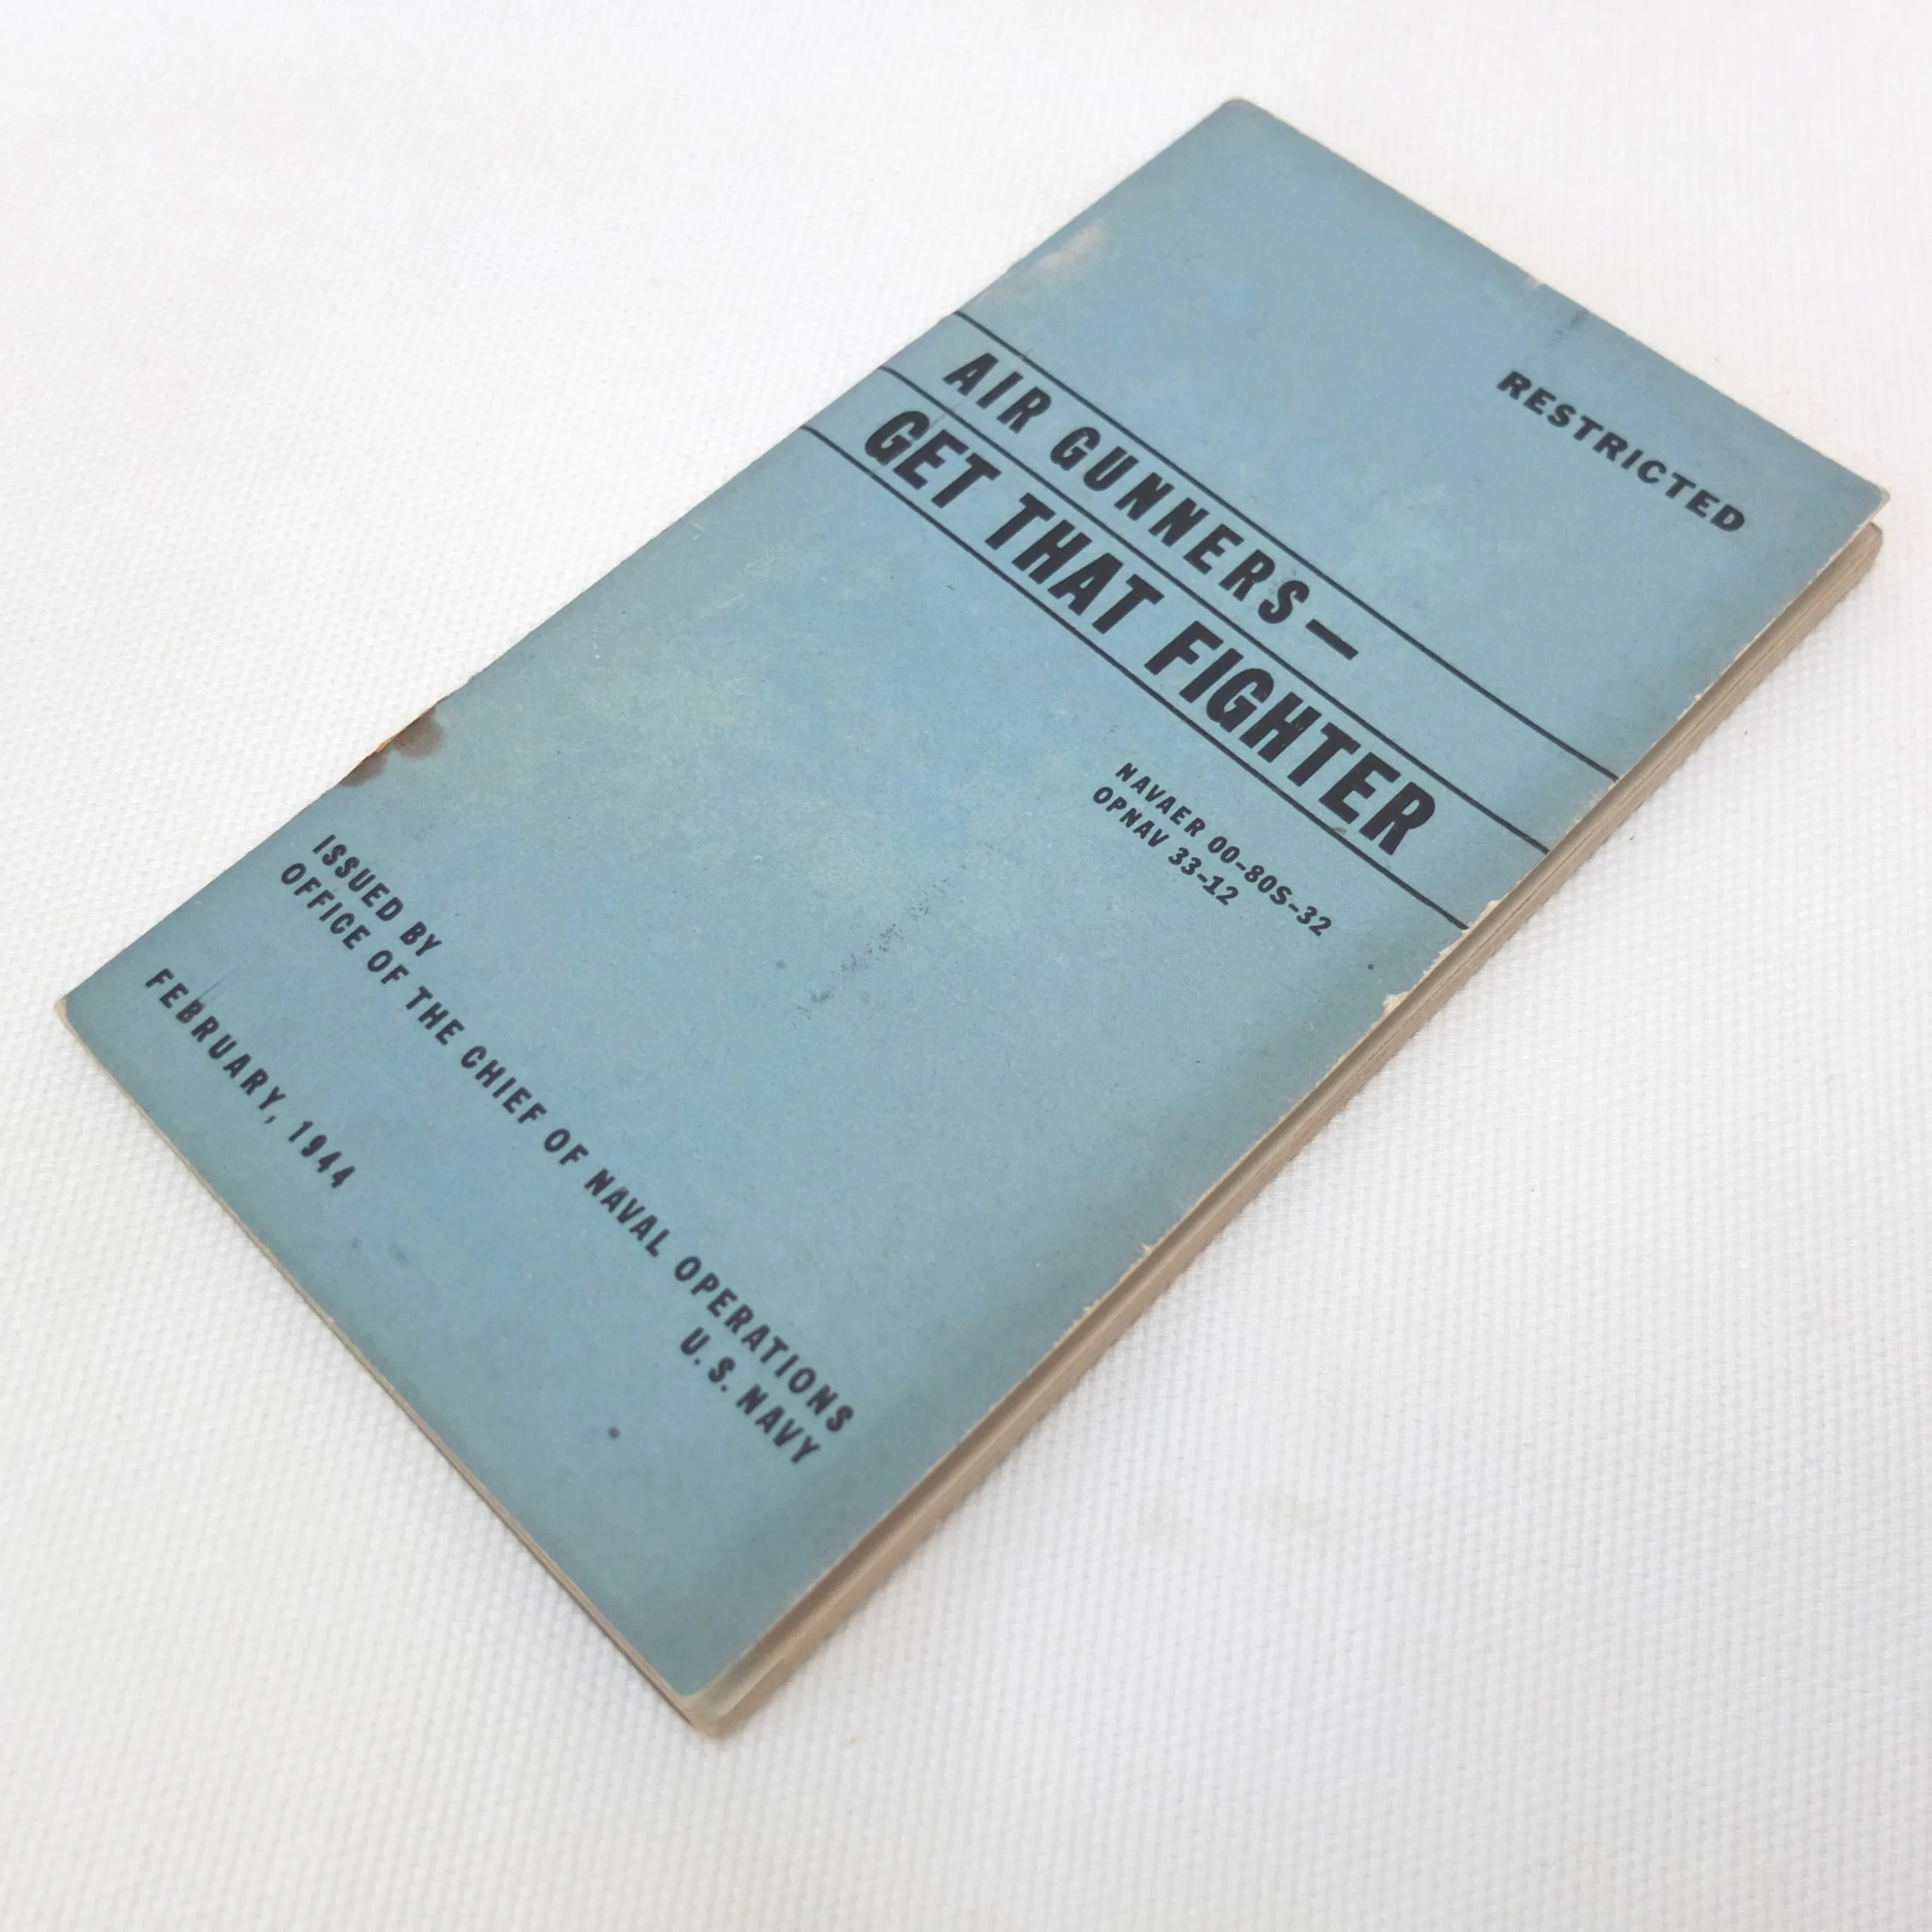 RESTRICTED
AIR GUNNERS—
GET THAT FIGHTER
NAVAER 00-80S-32
OPNAV 33-12
ISSUED BY
OFFICE OF THE CHIEF OF NAVAL OPERATIONS
U.S. NAVY
FEBRUARY, 1944